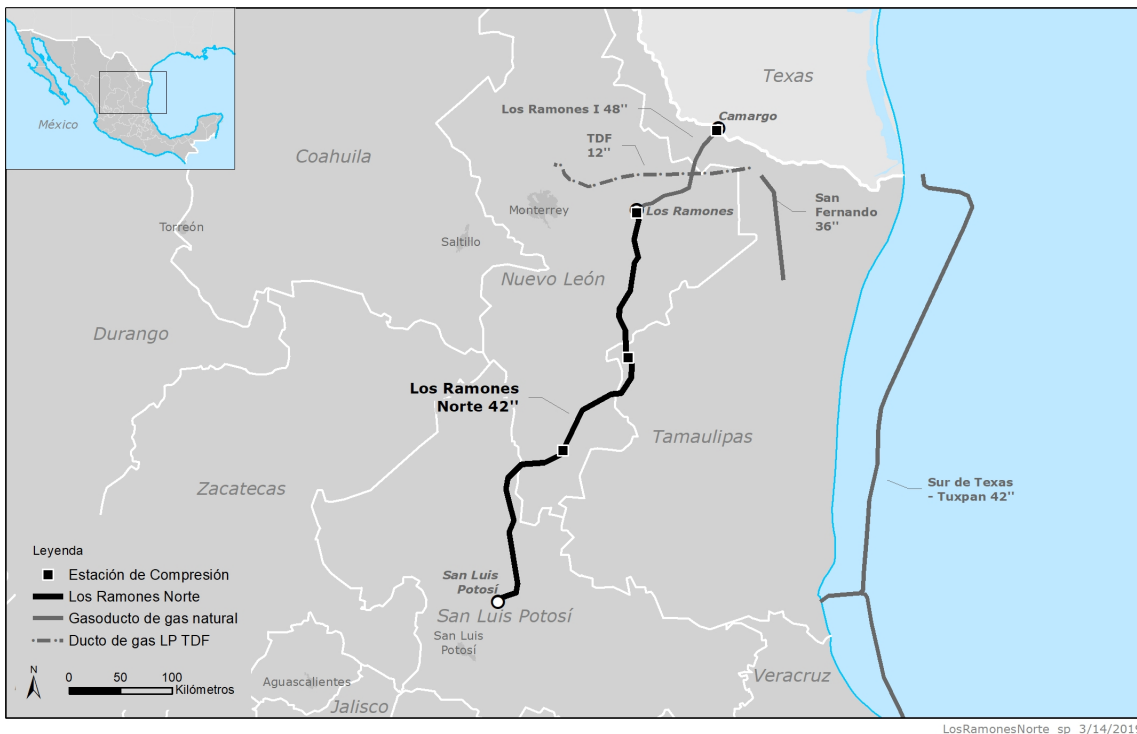 México
Texas
Los Ramones I 48''
Camargo
TDF
12''
Coahuila
San
Fernando
36''
Monterrey
Los Ramones
Torreón
Saltillo
Nuevo León
Durango
Los Ramones
Norte 42''
Tamaulipas
Zacatecas
Sur de Texas
- Tuxpan 42''
Leyenda
Estación de Compresión
Los Ramones Norte
Gasoducto de gas natural
Ducto de gas LP TDF
San Luis
Potosí
San Luis Potosí
San Luis
Potosí
N
0 50 100
Kilómetros
Aguascalientes
Jalisco
Veracruz
LosRamonesNorte_sp_3/14/2019